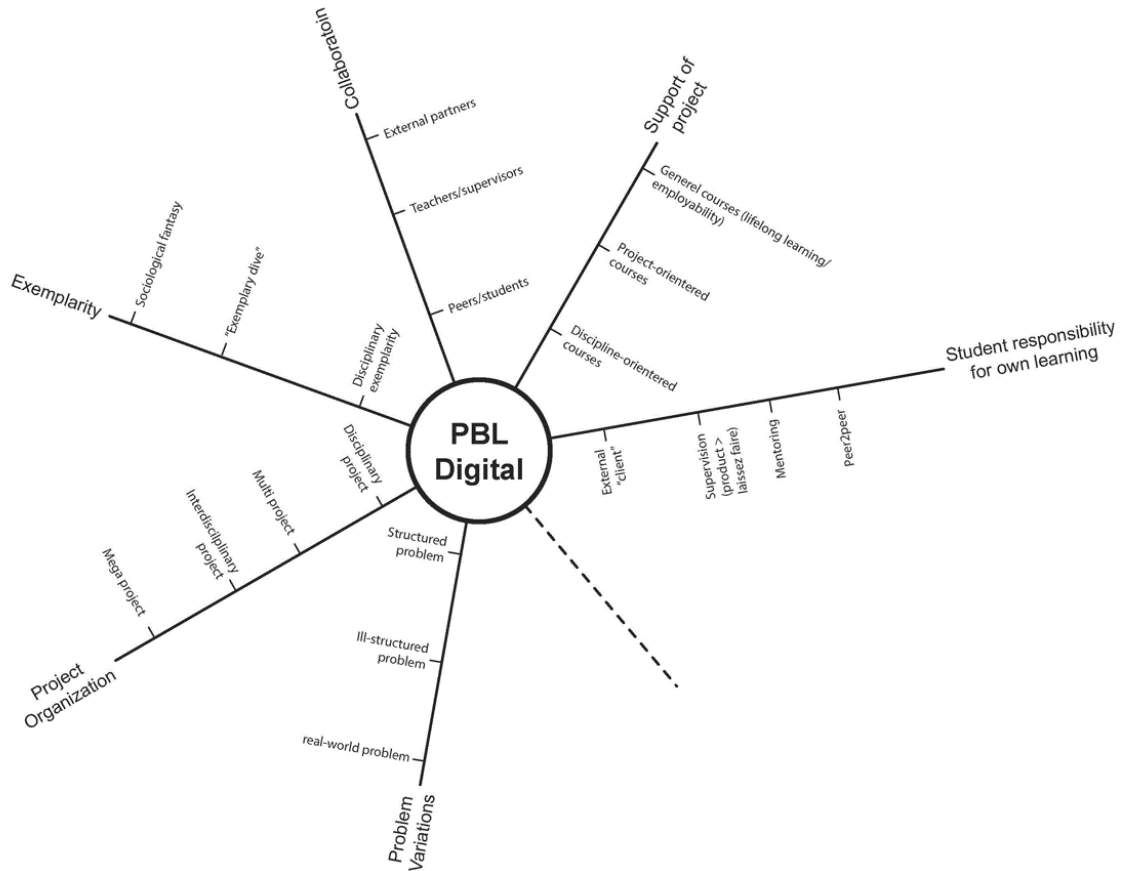 Collaboratoin
External partners
Teachers/supervisors
Peers/students
Support of
project
Generel courses (lifelong learning/
employability)
Project-orientered
courses
Discipline-orientered
courses
Student responsibility
for own learning
External
"client"
Supervision
(product >
laissez faire)
Mentoring
Peer2peer
Exemplarity
Sociological fantasy
"Exemplary dive"
Disciplinary
exemplarity
PBL
Digital
Disciplinary
project
Multi project
Interdiscilplinary
project
Mega project
Project
Organization
Structured
problem
Ill-structured
problem
real-world problem
Problem
Variations